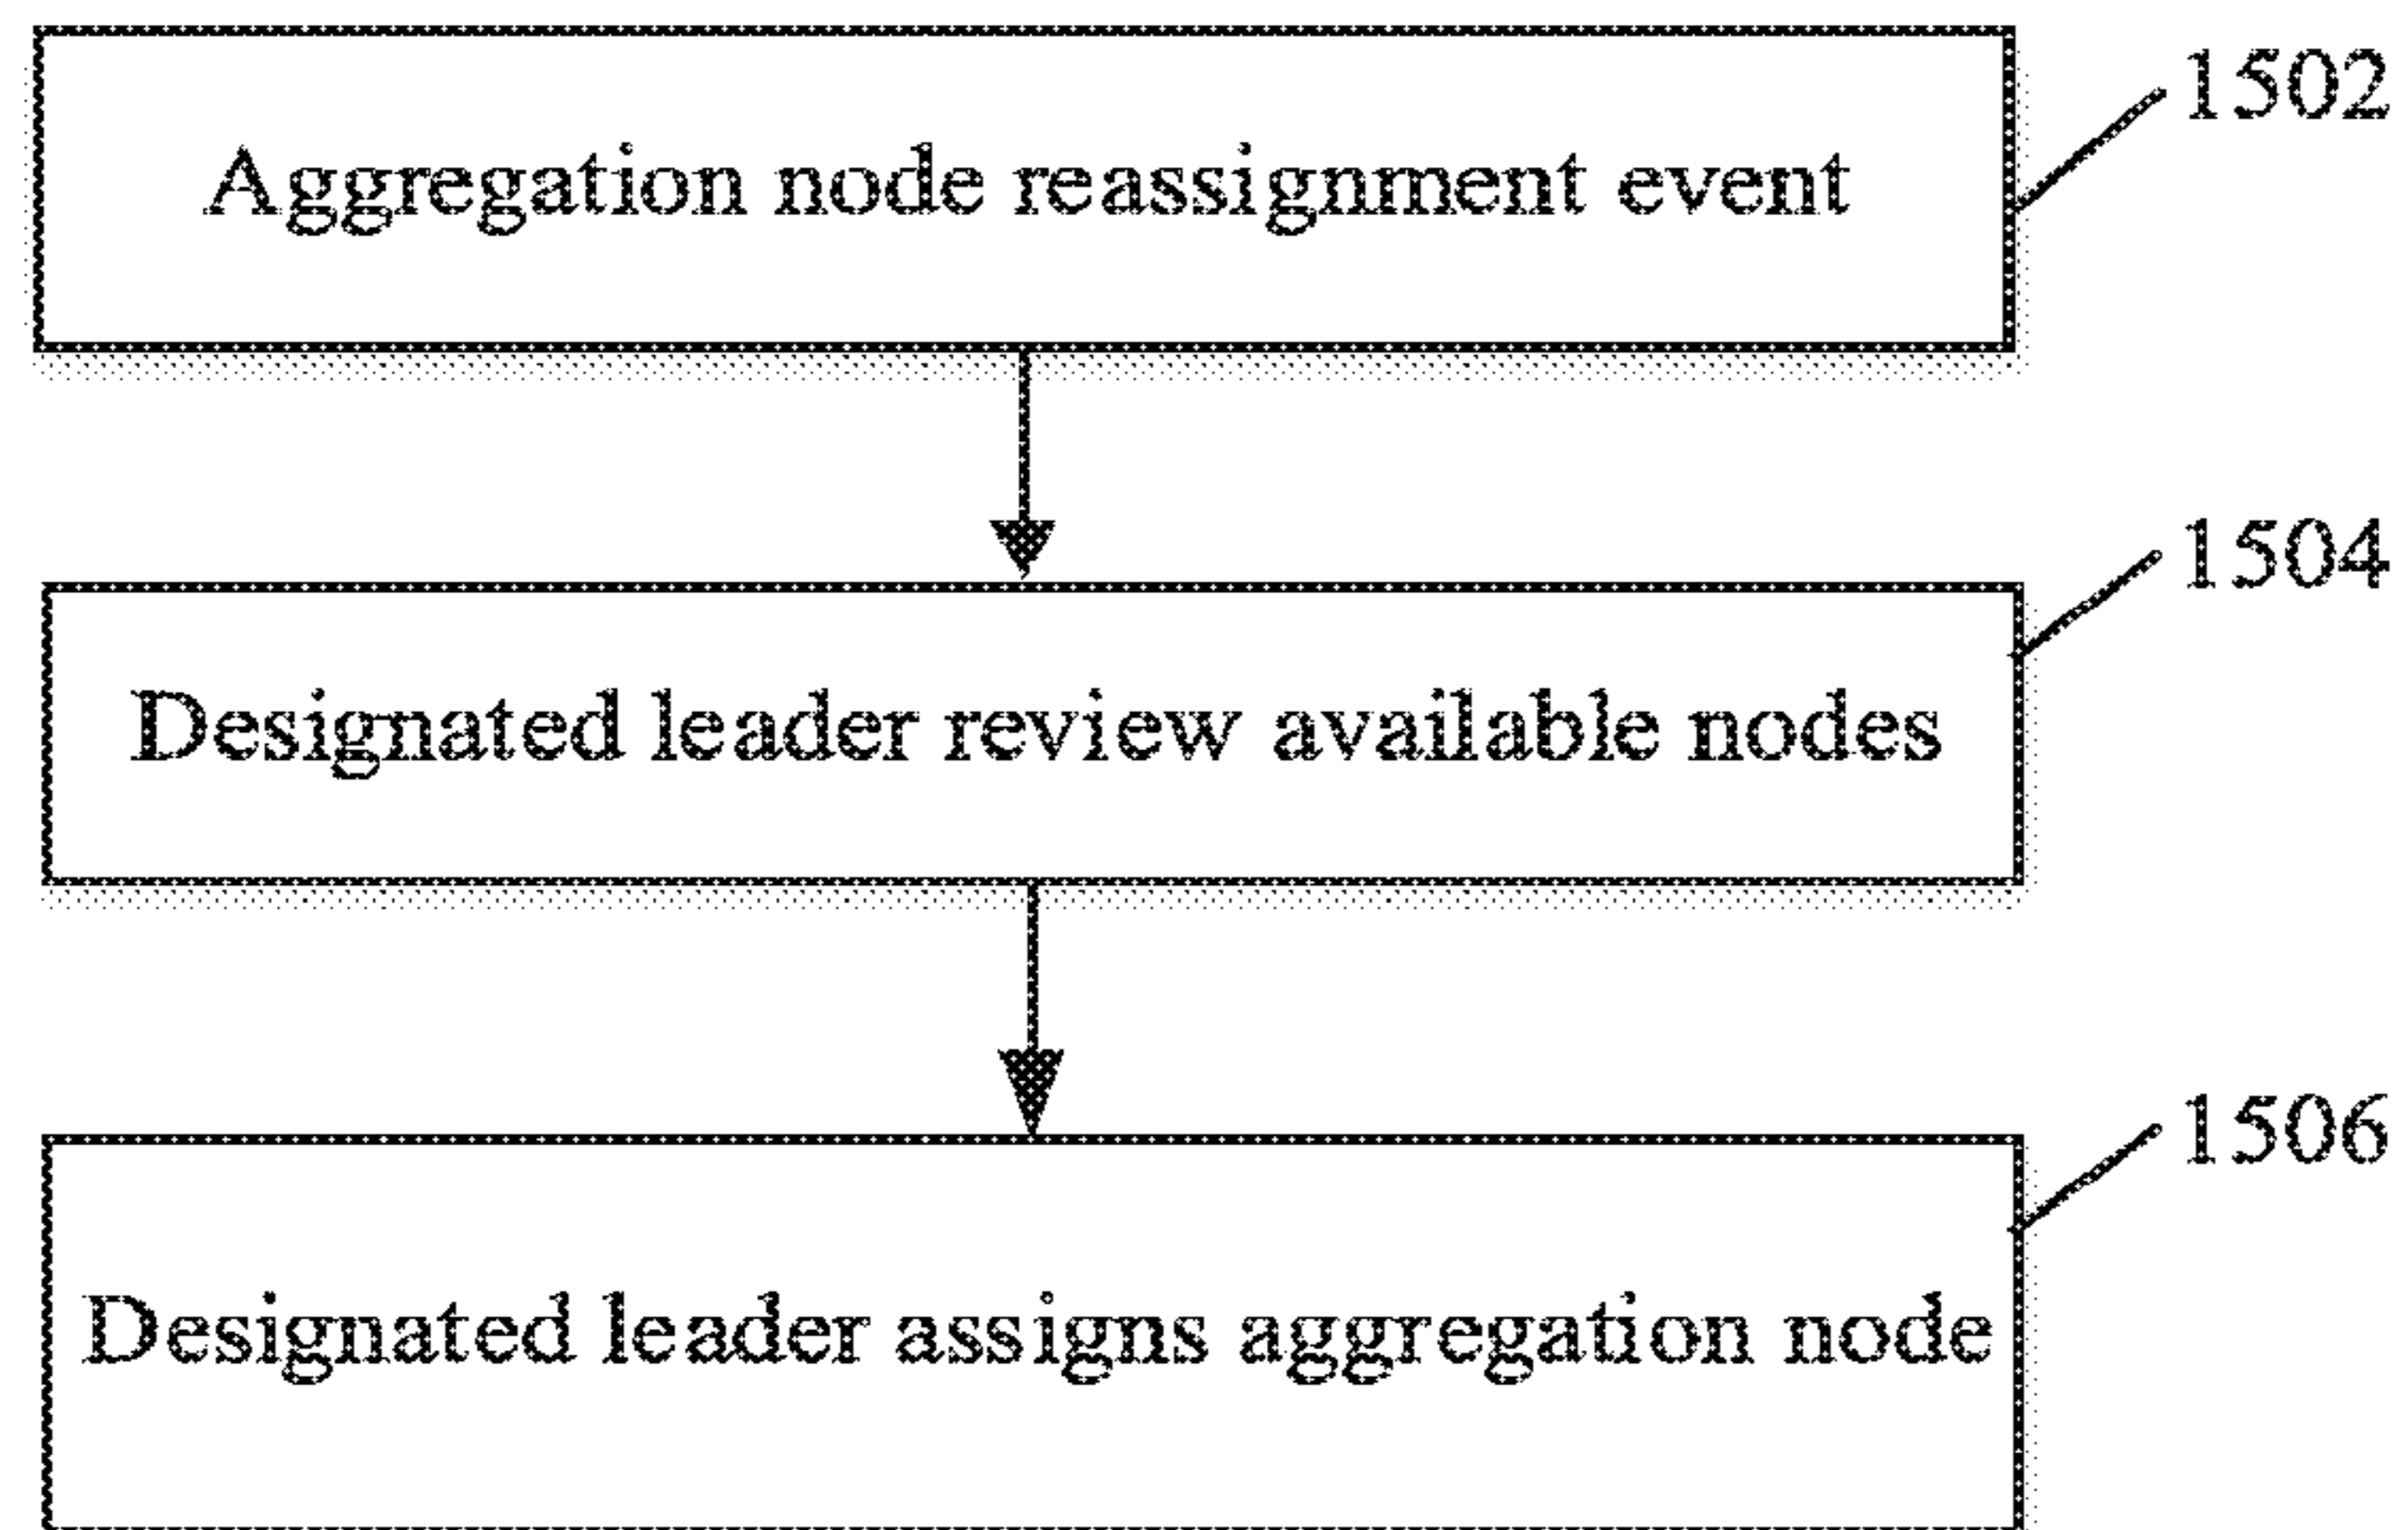 1502
Aggregation node reassignment event
1504
Designated leader review available nodes
1506
Designated leader assigns aggregation node